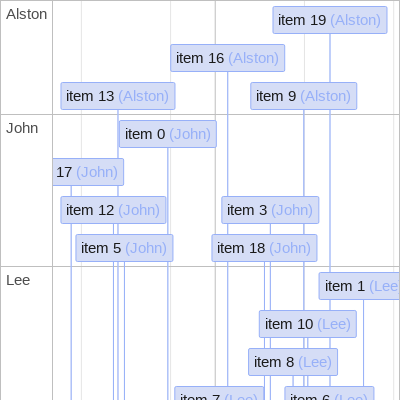 Alston
item 19 (Alston)
item 16 (Alston)
item 13 (Alston)
item 9 (Alston)
John
item 0 (John)
17 (John)
item 12 (John)
item 3 (John)
item 5 (John)
item 18 (John)
Lee
item 1 (Lee
item 10 (Lee)
item 8 (Lee)
item 7 (Lee)
item 6 (Lee)